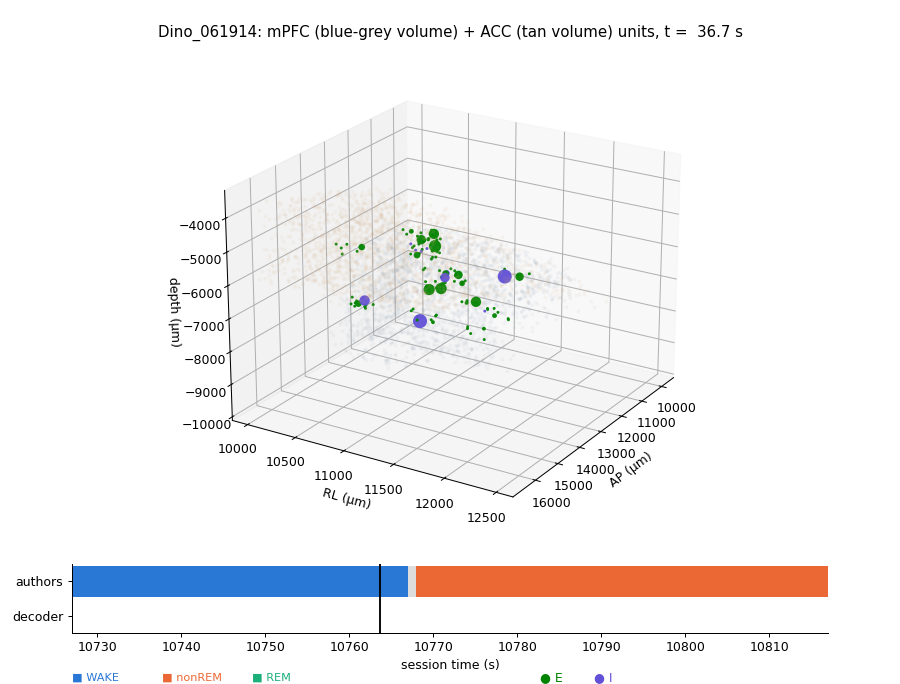 Dino_061914: mPFC (blue-grey volume) + ACC (tan volume) units, t =  36.7 s
−4000
−5000
−6000
−7000
−8000
−9000
−10000
depth (μm)
10000
10500
11000
11500
12000
12500
RL (μm)
10000
11000
12000
13000
14000
15000
16000
AP (μm)
authors
decoder
10730 10740 10750 10760 10770 10780 10790 10800 10810
session time (s)
WAKE nonREM REM E I